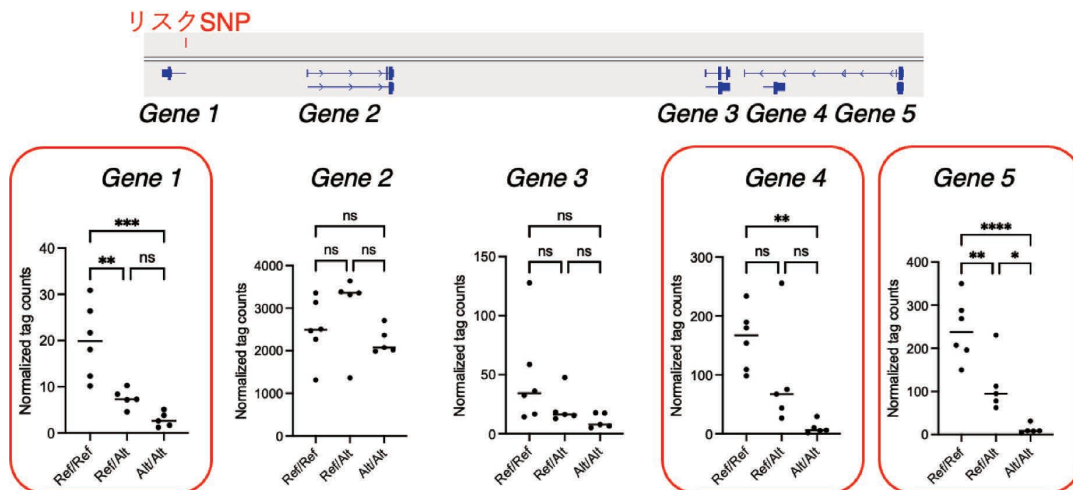 リスクSNP
Gene 1 Gene 2 Gene 3 Gene 4 Gene 5
Gene 1
***
** ns
Normalized tag counts
40
30
20
10
0
Ref/Ref Ref/Alt Alt/Alt
Gene 2
ns
ns ns
Normalized tag counts
4000
3000
2000
1000
0
Ref/Ref Ref/Alt Alt/Alt
Gene 3
ns
ns ns
Normalized tag counts
150
100
50
0
Ref/Ref Ref/Alt Alt/Alt
Gene 4
**
ns ns
Normalized tag counts
400
300
200
100
0
Ref/Ref Ref/Alt Alt/Alt
Gene 5
****
** *
Normalized tag counts
400
300
200
100
0
Ref/Ref Ref/Alt Alt/Alt